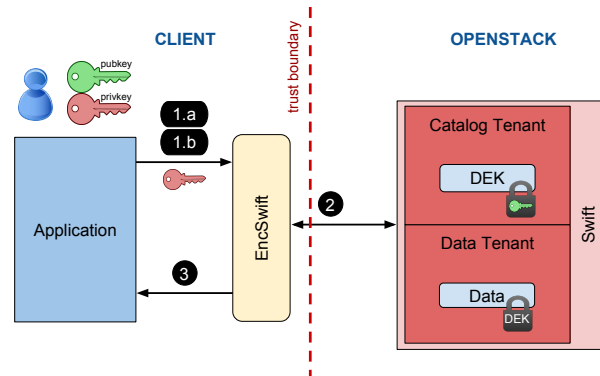 CLIENT
OPENSTACK
pubkey
privkey
trust boundary
1.a
1.b
Application
EncSwift
2
3
Catalog Tenant
DEK
Data Tenant
Data
DEK
Swift